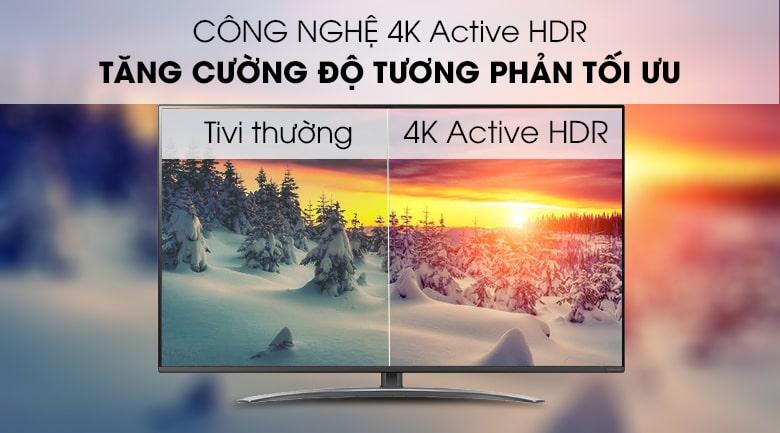 CÔNG NGHỆ 4K Active HDR
TĂNG CƯỜNG ĐỘ TƯƠNG PHẢN TỐI ƯU
Tivi thường
4K Active HDR